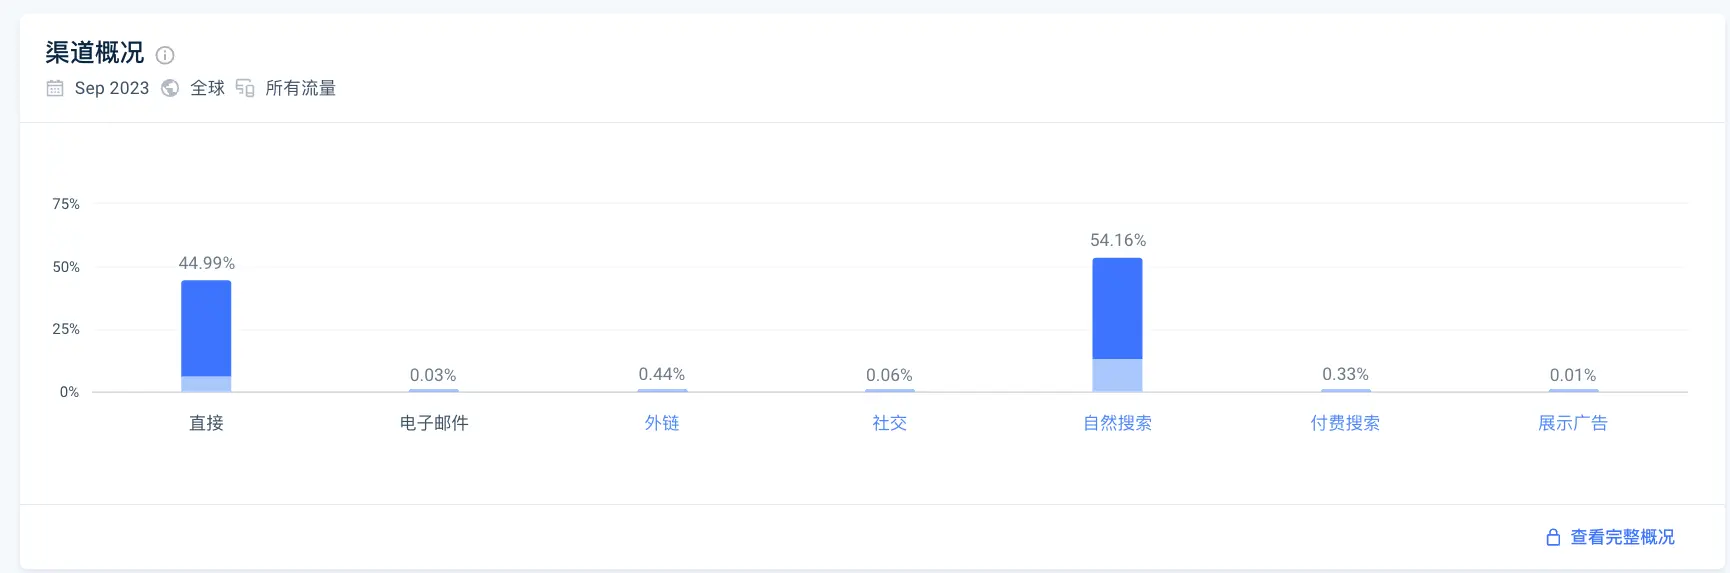 渠道概况
Sep 2023 全球 所有流量
75%
50%
25%
0%
44.99% 0.03% 0.44% 0.06% 54.16% 0.33% 0.01%
直接 电子邮件 外链 社交 自然搜索 付费搜索 展示广告
查看完整概况